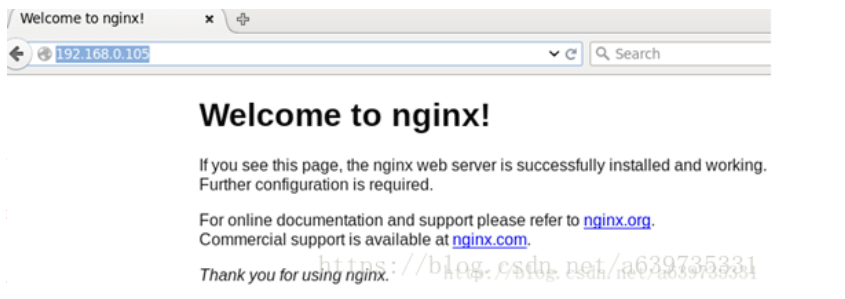 Welcome to nginx!
192.168.0.105
Search
Welcome to nginx!
If you see this page, the nginx web server is successfully installed and working.
Further configuration is required.
For online documentation and support please refer to nginx.org.
Commercial support is available at nginx.com.
Thank you for using nginx.
https://blog.csdn.net/a639735331